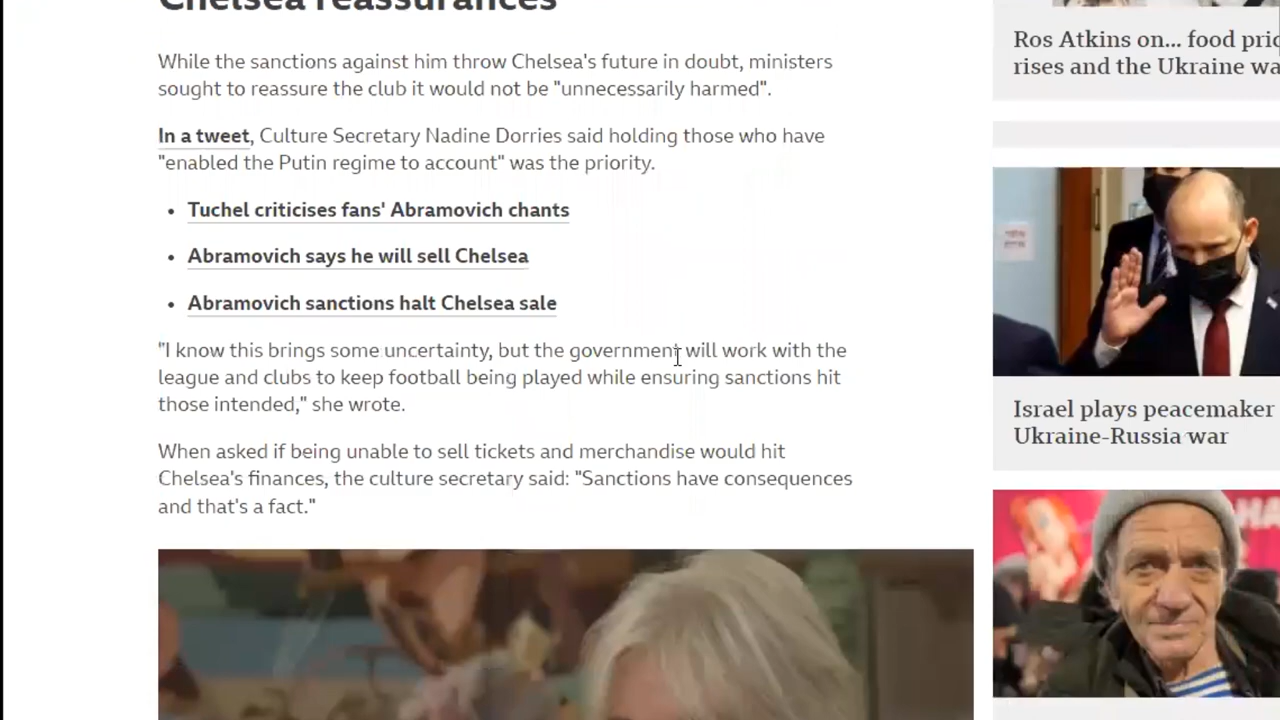 Chelsea reassurances
While the sanctions against him throw Chelsea's future in doubt, ministers
sought to reassure the club it would not be "unnecessarily harmed".
In a tweet, Culture Secretary Nadine Dorries said holding those who have
"enabled the Putin regime to account" was the priority.
• Tuchel criticises fans' Abramovich chants
• Abramovich says he will sell Chelsea
• Abramovich sanctions halt Chelsea sale
"I know this brings some uncertainty, but the government will work with the
league and clubs to keep football being played while ensuring sanctions hit
those intended," she wrote.
When asked if being unable to sell tickets and merchandise would hit
Chelsea's finances, the culture secretary said: "Sanctions have consequences
and that's a fact."
Ros Atkins on... food pric
rises and the Ukraine wa
Israel plays peacemaker
Ukraine-Russia war